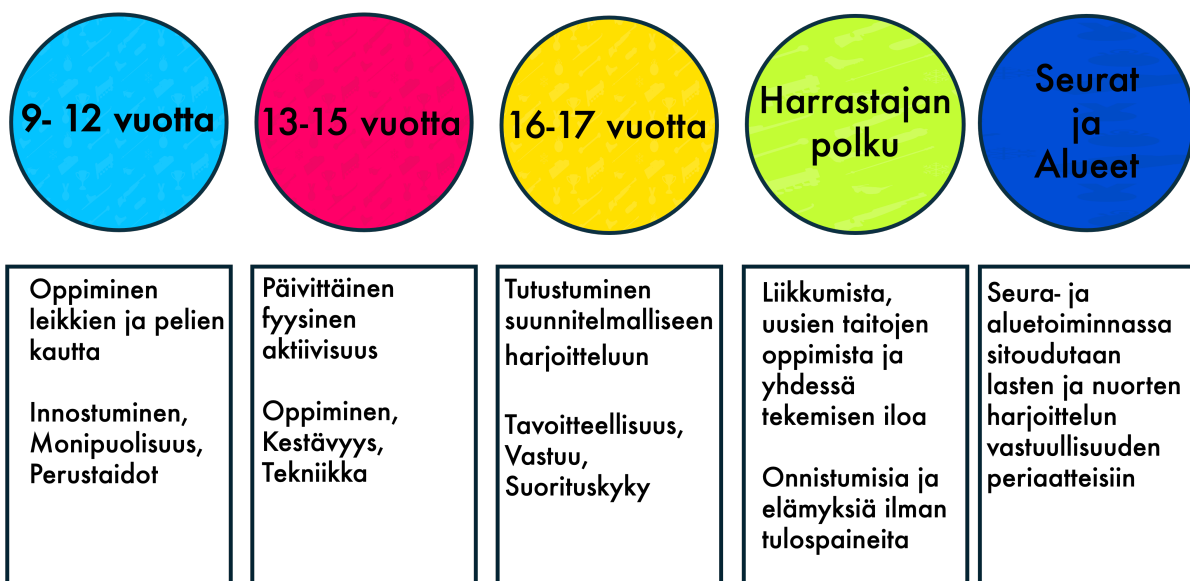 9- 12 vuotta
13-15 vuotta
16-17 vuotta
Harrastajan
polku
Seurat
ja
Alueet
Oppiminen
leikkien ja pelien
kautta
Innostuminen,
Monipuolisuus,
Perustaidot
Päivittäinen
fyysinen
aktiivisuus
Oppiminen,
Kestävyys,
Tekniikka
Tutustuminen
suunnitelmalliseen
harjoitteluun
Tavoitteellisuus,
Vastuu,
Suorituskyky
Liikkumista,
uusien taitojen
oppimista ja
yhdessä
tekemisen iloa
Onnistumisia ja
elämyksiä ilman
tulospaineita
Seura- ja
aluetoiminnassa
sitoudutaan
lasten ja nuorten
harjoittelun
vastuullisuuden
periaatteisiin